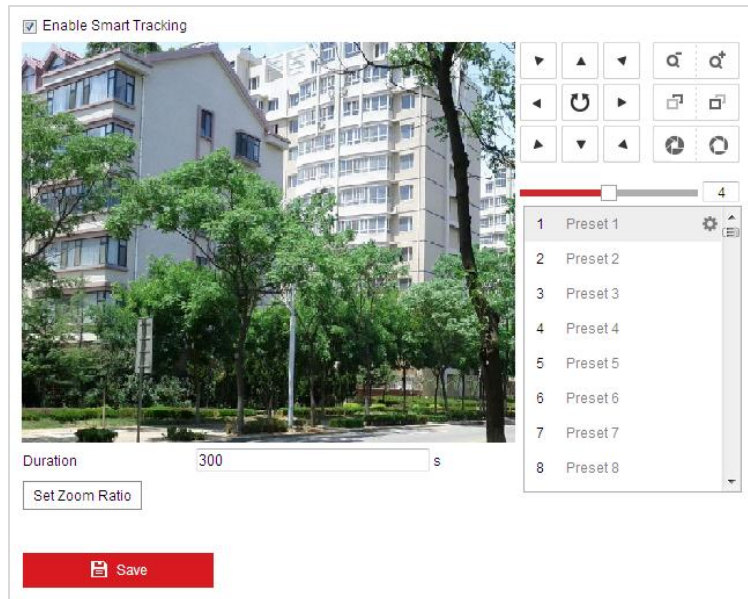 Enable Smart Tracking
4
1 Preset 1
2 Preset 2
3 Preset 3
4 Preset 4
5 Preset 5
6 Preset 6
7 Preset 7
8 Preset 8
Duration 300 s
Set Zoom Ratio
Save